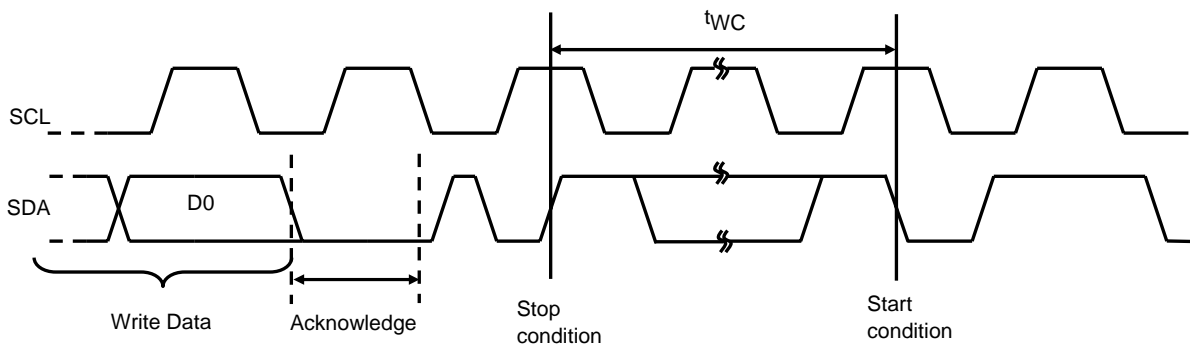 tWC
SCL
SDA
D0
Write Data
Acknowledge
Stop
condition
Start
condition